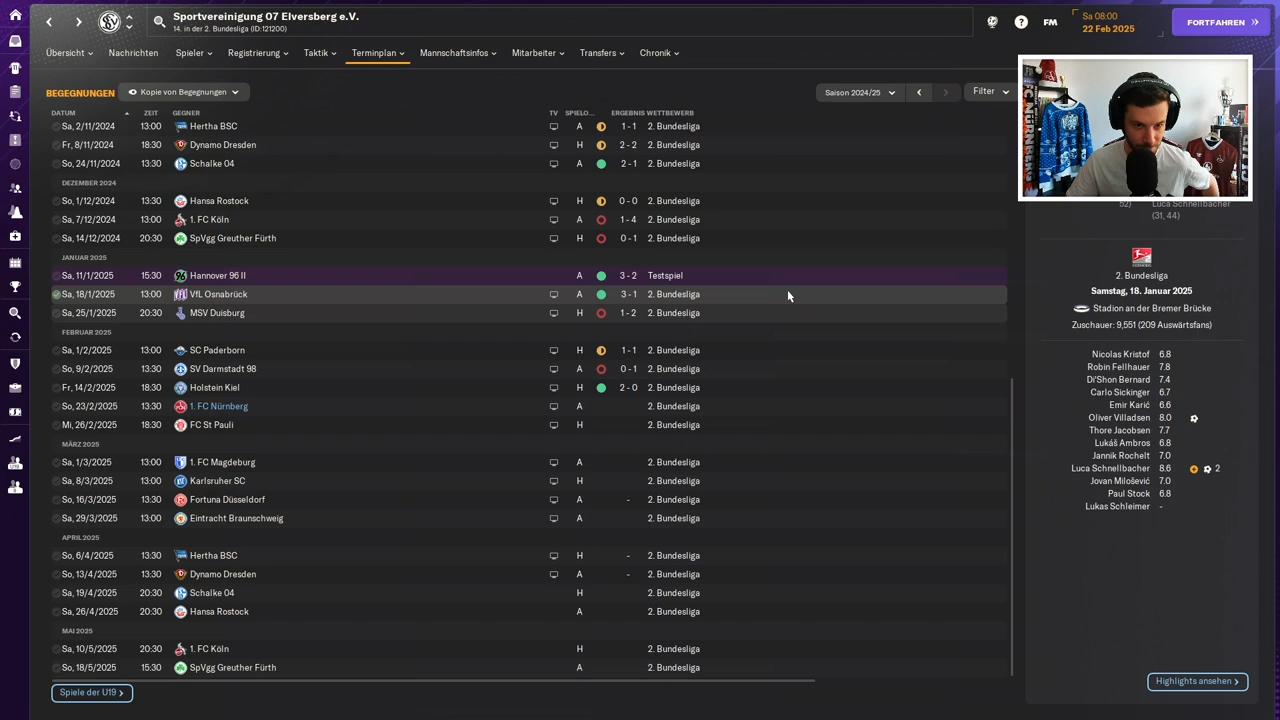 Sportvereinigung 07 Elversberg e.V.
14. in der 2. Bundesliga (ID:121200)
FM
Sa 08:00
22 Feb 2025
FORTFAHREN
Übersicht
Nachrichten
Spieler
Registrierung
Taktik
Terminplan
Mannschaftsinfos
Mitarbeiter
Transfers
Chronik
BEGEGNUNGEN
Kopie von Begegnungen
Saison 2024/25
Filter
DATUM ZEIT GEGNER TV SPIELO... ERGEBNIS WETTBEWERB
Sa, 2/11/2024 13:00 Hertha BSC A 1 - 1 2. Bundesliga
Fr, 8/11/2024 18:30 Dynamo Dresden H 2 - 2 2. Bundesliga
So, 24/11/2024 13:30 Schalke 04 A 2 - 1 2. Bundesliga
DEZEMBER 2024
So, 1/12/2024 13:30 Hansa Rostock H 0 - 0 2. Bundesliga
Sa, 7/12/2024 13:00 1. FC Köln A 1 - 4 2. Bundesliga
Sa, 14/12/2024 20:30 SpVgg Greuther Fürth H 0 - 1 2. Bundesliga
JANUAR 2025
Sa, 11/1/2025 15:30 Hannover 96 II A 3 - 2 Testspiel
Sa, 18/1/2025 13:00 VfL Osnabrück A 3 - 1 2. Bundesliga
Sa, 25/1/2025 20:30 MSV Duisburg H 1 - 2 2. Bundesliga
FEBRUAR 2025
Sa, 1/2/2025 13:00 SC Paderborn H 1 - 1 2. Bundesliga
So, 9/2/2025 13:30 SV Darmstadt 98 A 0 - 1 2. Bundesliga
Fr, 14/2/2025 18:30 Holstein Kiel H 2 - 0 2. Bundesliga
So, 23/2/2025 13:30 1. FC Nürnberg A 2. Bundesliga
Mi, 26/2/2025 18:30 FC St Pauli H 2. Bundesliga
MÄRZ 2025
Sa, 1/3/2025 13:00 1. FC Magdeburg A 2. Bundesliga
Sa, 8/3/2025 13:00 Karlsruher SC H 2. Bundesliga
So, 16/3/2025 13:30 Fortuna Düsseldorf A - 2. Bundesliga
Sa, 29/3/2025 13:00 Eintracht Braunschweig A 2. Bundesliga
APRIL 2025
So, 6/4/2025 13:30 Hertha BSC H - 2. Bundesliga
So, 13/4/2025 13:30 Dynamo Dresden A - 2. Bundesliga
Sa, 19/4/2025 20:30 Schalke 04 H 2. Bundesliga
Sa, 26/4/2025 20:30 Hansa Rostock A 2. Bundesliga
MAI 2025
Sa, 10/5/2025 20:30 1. FC Köln H 2. Bundesliga
So, 18/5/2025 15:30 SpVgg Greuther Fürth A 2. Bundesliga
Spiele der U19
52) Luca Schnellbacher
(31, 44)
2. Bundesliga
Samstag, 18. Januar 2025
Stadion an der Bremer Brücke
Zuschauer: 9,551 (209 Auswärtsfans)
Nicolas Kristof 6.8
Robin Fellhauer 7.8
Di'Shon Bernard 7.4
Carlo Sickinger 6.7
Emir Karić 6.6
Oliver Villadsen 8.0
Thore Jacobsen 7.7
Lukáš Ambros 6.8
Jannik Rochelt 7.0
Luca Schnellbacher 8.6 2
Jovan Milošević 7.0
Paul Stock 6.8
Lukas Schleimer -
Highlights ansehen